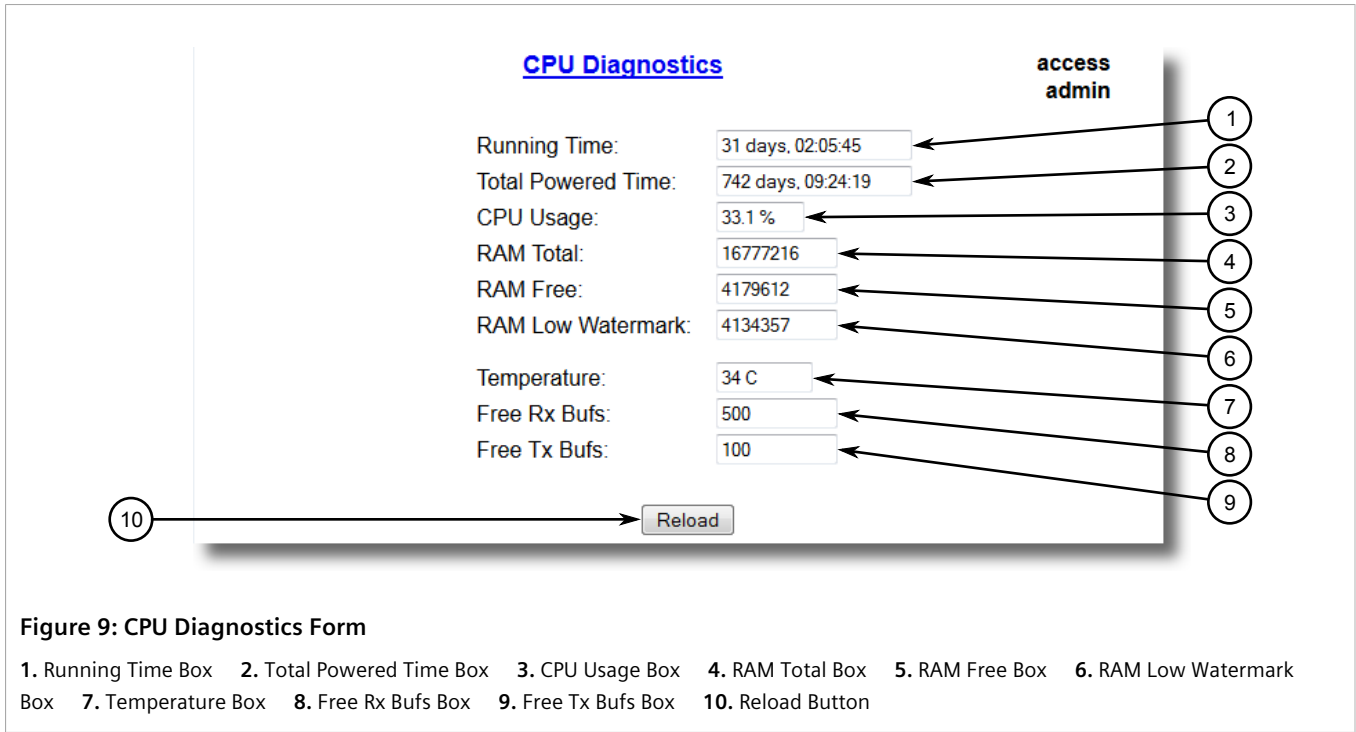 CPU Diagnostics
access
admin
Running Time: 31 days, 02:05:45 1
Total Powered Time: 742 days, 09:24:19 2
CPU Usage: 33.1 % 3
RAM Total: 16777216 4
RAM Free: 4179612 5
RAM Low Watermark: 4134357 6
Temperature: 34 C 7
Free Rx Bufs: 500 8
Free Tx Bufs: 100 9
10 Reload
Figure 9: CPU Diagnostics Form
1. Running Time Box 2. Total Powered Time Box 3. CPU Usage Box 4. RAM Total Box 5. RAM Free Box 6. RAM Low Watermark
Box 7. Temperature Box 8. Free Rx Bufs Box 9. Free Tx Bufs Box 10. Reload Button